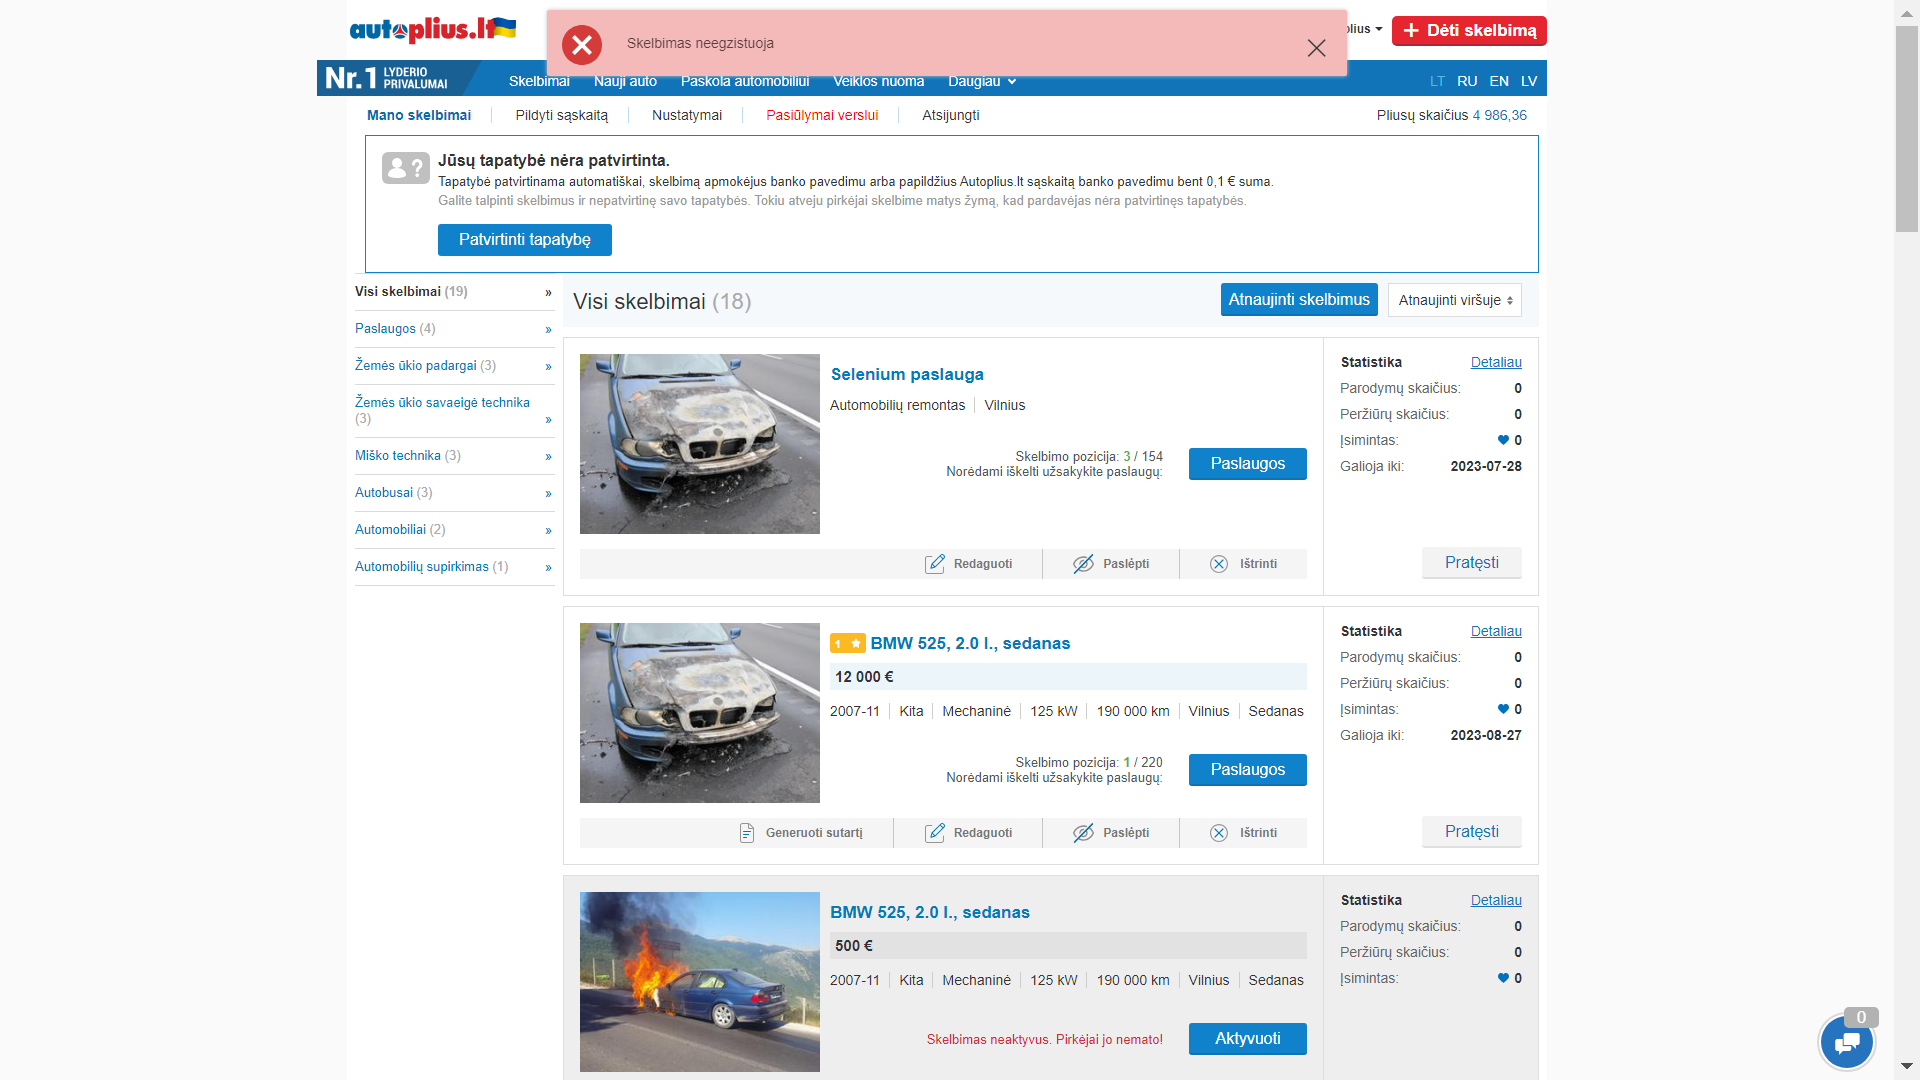 autoplius.lt
Skelbimas neegzistuoja
plius
Dėti skelbimą
Nr.1 LYDERIO PRIVALUMAI
Skelbimai
Nauji auto
Paskola automobiliui
Veiklos nuoma
Daugiau
LT RU EN LV
Mano skelbimai
Pildyti sąskaitą
Nustatymai
Pasiūlymai verslui
Atsijungti
Pliusų skaičius 4 986,36
Jūsų tapatybė nėra patvirtinta.
Tapatybė patvirtinama automatiškai, skelbimą apmokėjus banko pavedimu arba papildžius Autoplius.lt sąskaitą banko pavedimu bent 0,1 € suma.
Galite talpinti skelbimus ir nepatvirtinę savo tapatybės. Tokiu atveju pirkėjai skelbime matys žymą, kad pardavėjas nėra patvirtinęs tapatybės.
Patvirtinti tapatybę
Visi skelbimai (19) »
Paslaugos (4) »
Žemės ūkio padargai (3) »
Žemės ūkio savaeigė technika
(3) »
Miško technika (3) »
Autobusai (3) »
Automobiliai (2) »
Automobilių supirkimas (1) »
Visi skelbimai (18)
Atnaujinti skelbimus
Atnaujinti viršuje
Selenium paslauga
Automobilių remontas
Vilnius
Skelbimo pozicija: 3 / 154
Norėdami iškelti užsakykite paslaugų:
Paslaugos
Redaguoti
Paslėpti
Ištrinti
Statistika Detaliau
Parodymų skaičius: 0
Peržiūrų skaičius: 0
Įsimintas: 0
Galioja iki: 2023-07-28
Pratęsti
1 BMW 525, 2.0 l., sedanas
12 000 €
2007-11 Kita Mechaninė 125 kW 190 000 km Vilnius Sedanas
Skelbimo pozicija: 1 / 220
Norėdami iškelti užsakykite paslaugų:
Paslaugos
Generuoti sutartį
Redaguoti
Paslėpti
Ištrinti
Statistika Detaliau
Parodymų skaičius: 0
Peržiūrų skaičius: 0
Įsimintas: 0
Galioja iki: 2023-08-27
Pratęsti
BMW 525, 2.0 l., sedanas
500 €
2007-11 Kita Mechaninė 125 kW 190 000 km Vilnius Sedanas
Skelbimas neaktyvus. Pirkėjai jo nemato!
Aktyvuoti
Statistika Detaliau
Parodymų skaičius: 0
Peržiūrų skaičius: 0
Įsimintas: 0
0